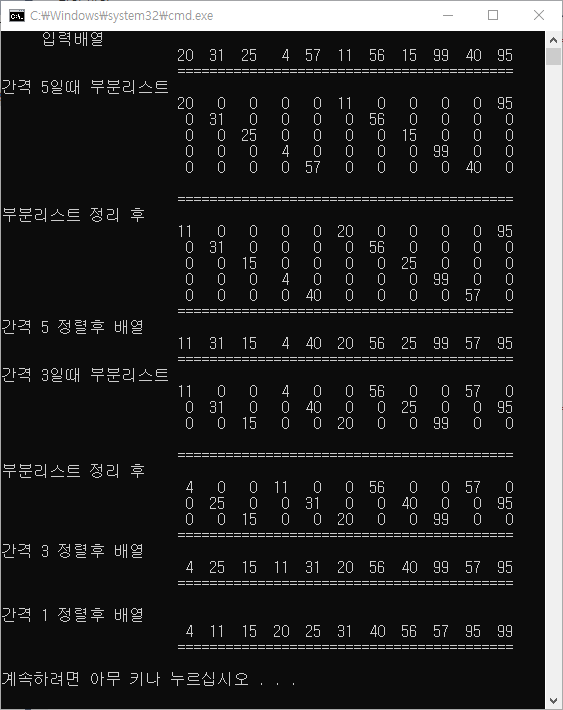 C:₩Windows₩system32₩cmd.exe
입력배열
20 31 25 4 57 11 56 15 99 40 95
==========================================
간격 5일때 부분리스트
20 0 0 0 0 11 0 0 0 0 95
0 31 0 0 0 0 56 0 0 0 0
0 0 25 0 0 0 0 15 0 0 0
0 0 0 4 0 0 0 0 99 0 0
0 0 0 0 57 0 0 0 0 40 0
==========================================
부분리스트 정리 후
11 0 0 0 0 20 0 0 0 0 95
0 31 0 0 0 0 56 0 0 0 0
0 0 15 0 0 0 0 25 0 0 0
0 0 0 4 0 0 0 0 99 0 0
0 0 0 0 40 0 0 0 0 57 0
==========================================
간격 5 정렬후 배열
11 31 15 4 40 20 56 25 99 57 95
==========================================
간격 3일때 부분리스트
11 0 0 4 0 0 56 0 0 57 0
0 31 0 0 40 0 0 25 0 0 95
0 0 15 0 0 20 0 0 99 0 0
==========================================
부분리스트 정리 후
4 0 0 11 0 0 56 0 0 57 0
0 25 0 0 31 0 0 40 0 0 95
0 0 15 0 0 20 0 0 99 0 0
==========================================
간격 3 정렬후 배열
4 25 15 11 31 20 56 40 99 57 95
==========================================
간격 1 정렬후 배열
4 11 15 20 25 31 40 56 57 95 99
==========================================
계속하려면 아무 키나 누르십시오 . . .